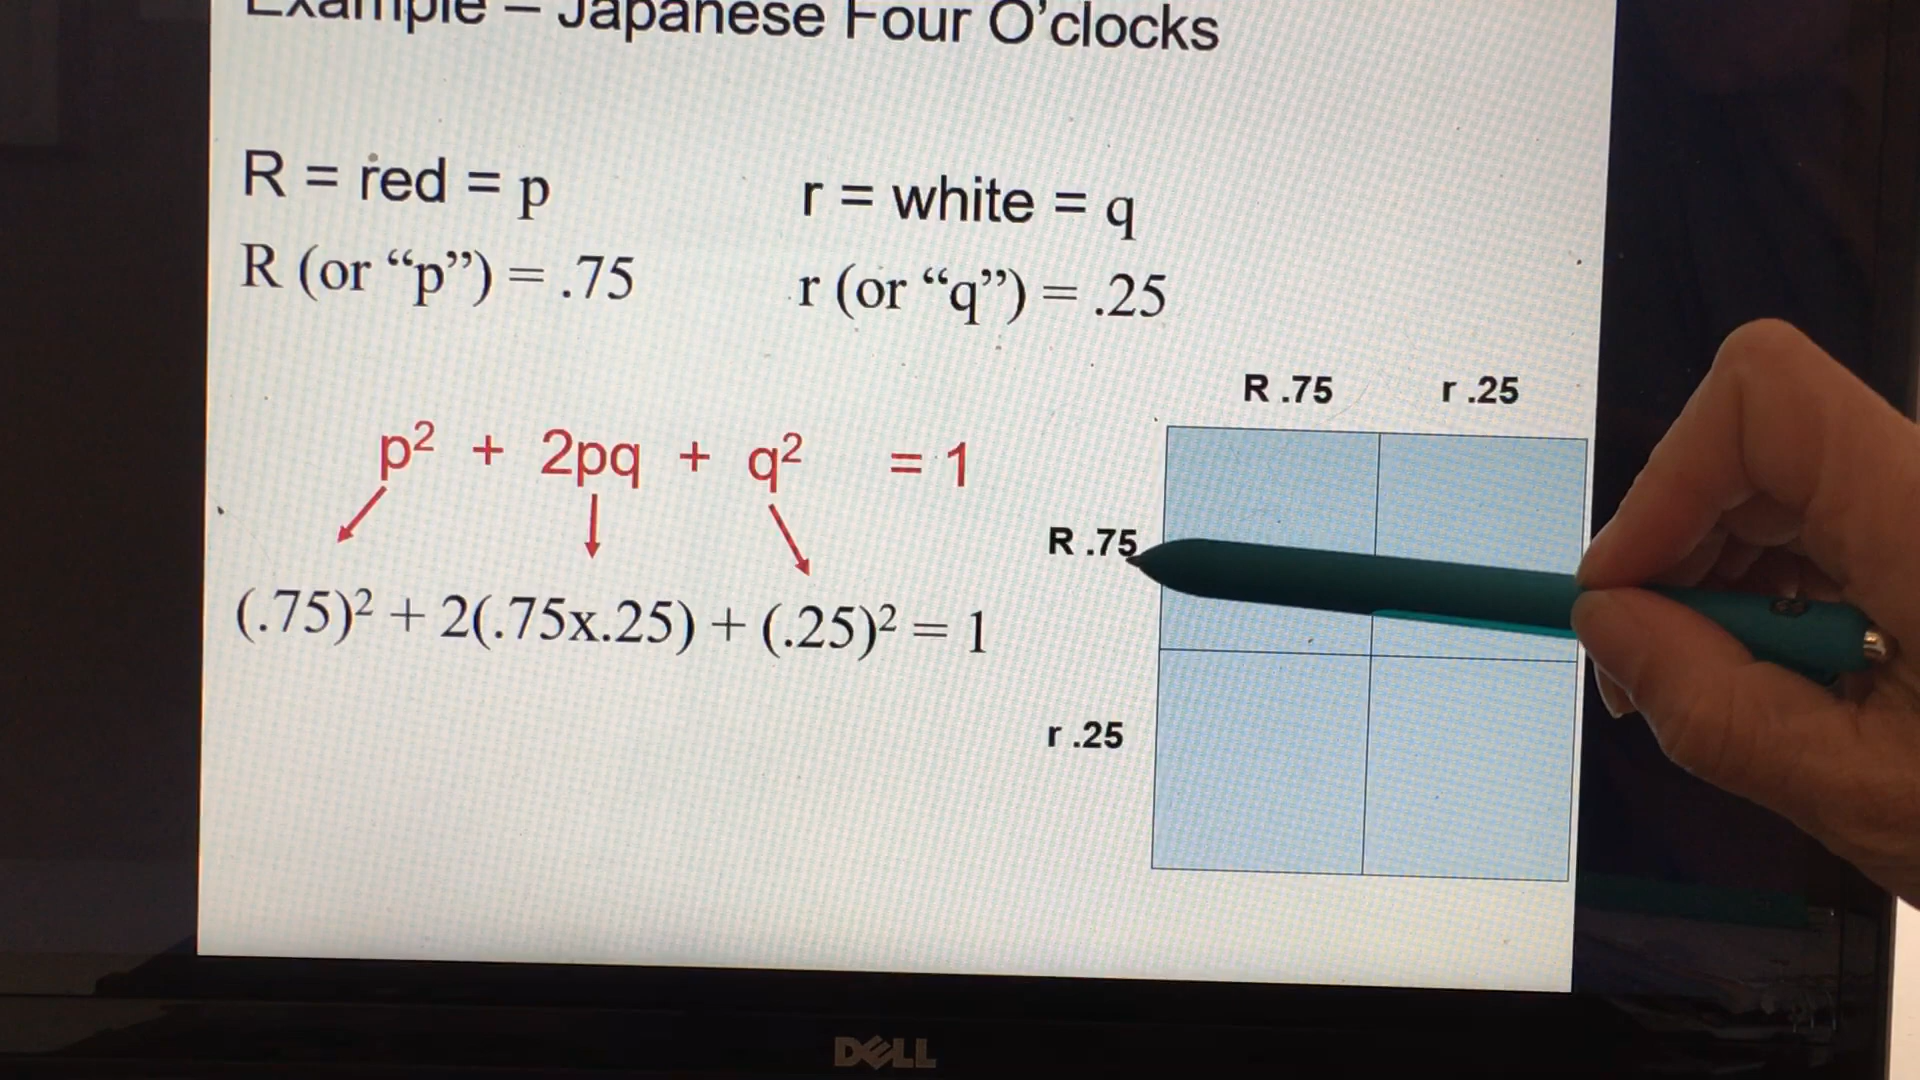 Example – Japanese Four O'clocks
R = red = p
r = white = q
R (or “p”) = .75
r (or “q”) = .25
p² + 2pq + q² = 1
(.75)² + 2(.75x.25) + (.25)² = 1
R .75 r .25
R .75
r .25
DELL